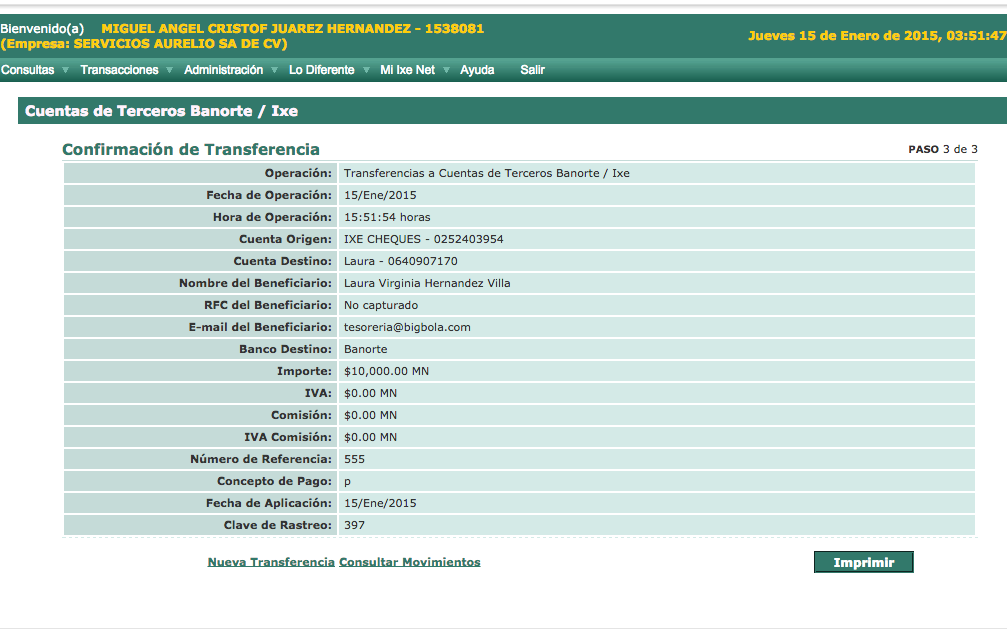 Bienvenido(a) MIGUEL ANGEL CRISTOF JUAREZ HERNANDEZ - 1538081
(Empresa: SERVICIOS AURELIO SA DE CV)
Jueves 15 de Enero de 2015, 03:51:47
Consultas Transacciones Administración Lo Diferente Mi Ixe Net Ayuda Salir
Cuentas de Terceros Banorte / Ixe
Confirmación de Transferencia PASO 3 de 3
Operación: Transferencias a Cuentas de Terceros Banorte / Ixe
Fecha de Operación: 15/Ene/2015
Hora de Operación: 15:51:54 horas
Cuenta Origen: IXE CHEQUES - 0252403954
Cuenta Destino: Laura - 0640907170
Nombre del Beneficiario: Laura Virginia Hernandez Villa
RFC del Beneficiario: No capturado
E-mail del Beneficiario: tesoreria@bigbola.com
Banco Destino: Banorte
Importe: $10,000.00 MN
IVA: $0.00 MN
Comisión: $0.00 MN
IVA Comisión: $0.00 MN
Número de Referencia: 555
Concepto de Pago: p
Fecha de Aplicación: 15/Ene/2015
Clave de Rastreo: 397
Nueva Transferencia Consultar Movimientos Imprimir